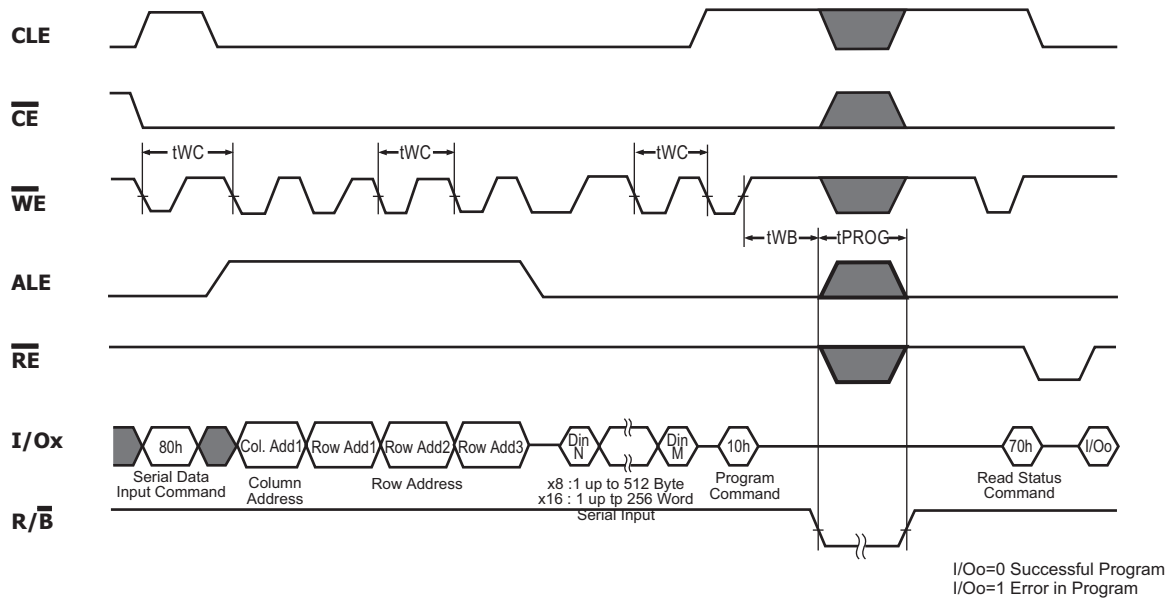 CLE
CE
tWC tWC tWC
WE
tWB tPROG
ALE
RE
I/Ox
80h
Col. Add1 Row Add1 Row Add2 Row Add3
Din
N
Din
M
10h
70h
I/Oo
Serial Data
Input Command
Column
Address
Row Address
x8 :1 up to 512 Byte
x16 : 1 up tp 256 Word
Serial Input
Program
Command
Read Status
Command
R/B
I/Oo=0 Successful Program
I/Oo=1 Error in Program